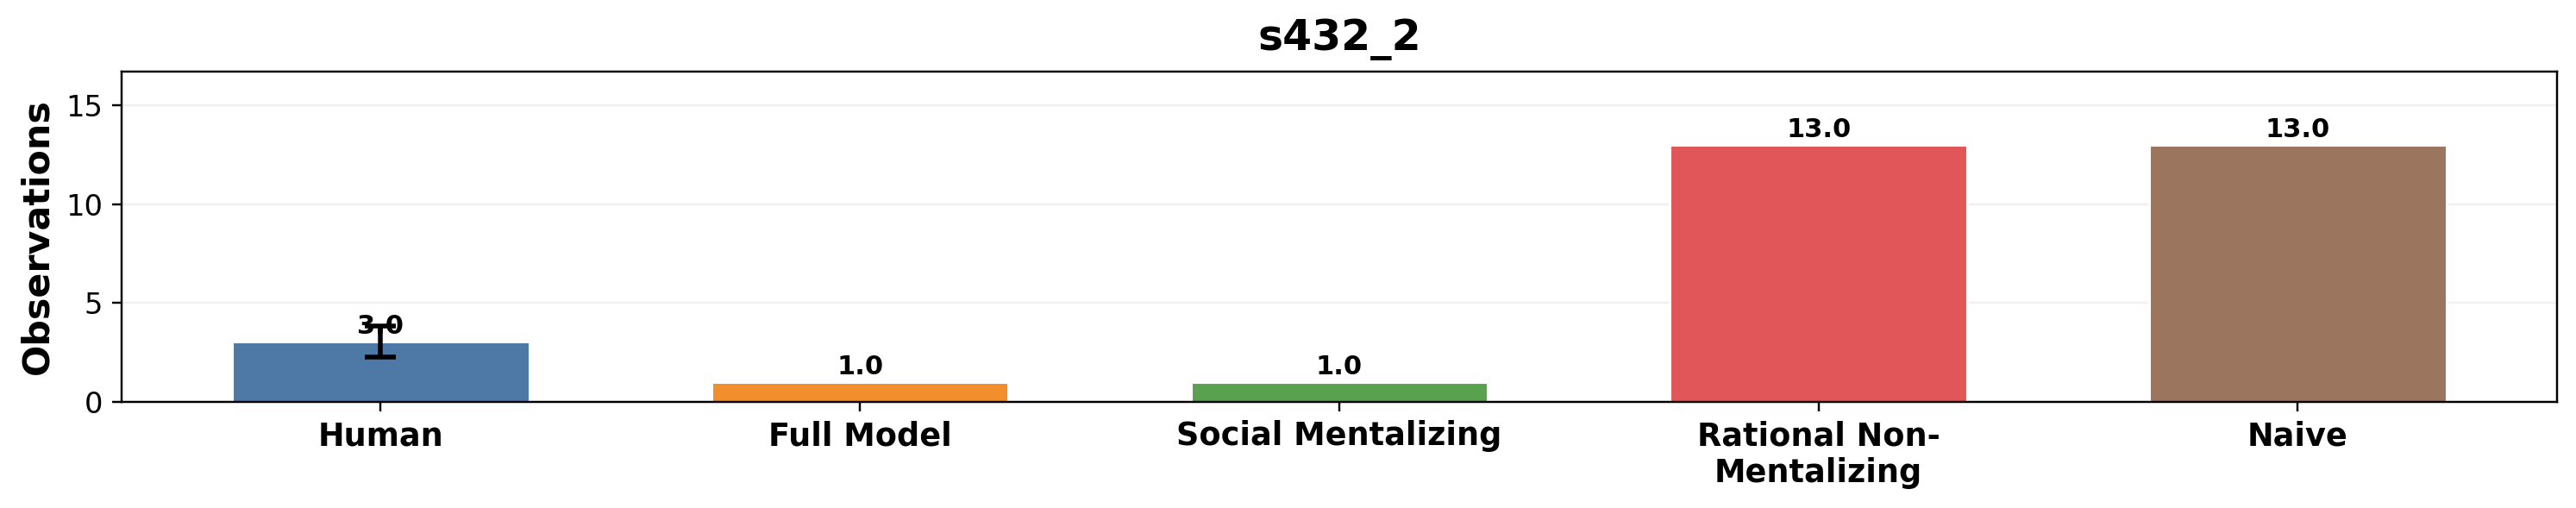 s432_2
Observations
15
10
5
0
3.0
1.0
1.0
13.0
13.0
Human
Full Model
Social Mentalizing
Rational Non-
Mentalizing
Naive